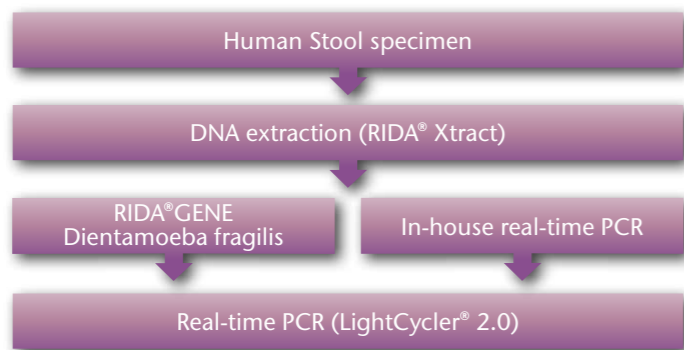 Human Stool specimen
DNA extraction (RIDA® Xtract)
RIDA®GENE
Dientamoeba fragilis
In-house real-time PCR
Real-time PCR (LightCycler® 2.0)